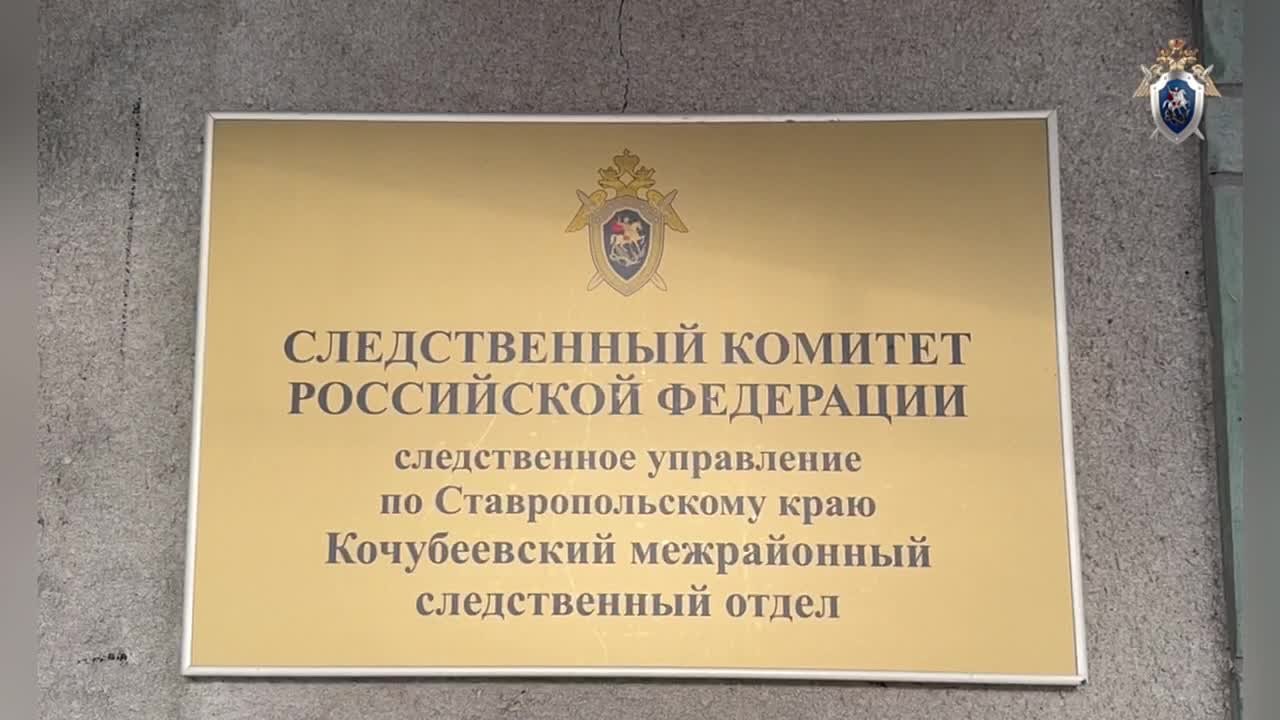 СЛЕДСТВЕННЫЙ КОМИТЕТ
РОССИЙСКОЙ ФЕДЕРАЦИИ
следственное управление
по Ставропольскому краю
Кочубеевский межрайонный
следственный отдел